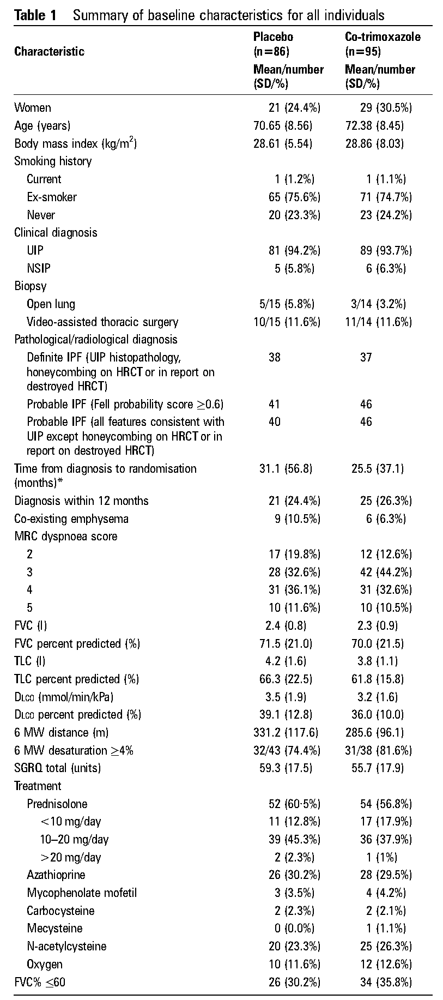 Table 1 Summary of baseline characteristics for all individuals
Characteristic Placebo (n=86) Co-trimoxazole (n=95)
Mean/number (SD/%) Mean/number (SD/%)
Women 21 (24.4%) 29 (30.5%)
Age (years) 70.65 (8.56) 72.38 (8.45)
Body mass index (kg/m²) 28.61 (5.54) 28.86 (8.03)
Smoking history
Current 1 (1.2%) 1 (1.1%)
Ex-smoker 65 (75.6%) 71 (74.7%)
Never 20 (23.3%) 23 (24.2%)
Clinical diagnosis
UIP 81 (94.2%) 89 (93.7%)
NSIP 5 (5.8%) 6 (6.3%)
Biopsy
Open lung 5/15 (5.8%) 3/14 (3.2%)
Video-assisted thoracic surgery 10/15 (11.6%) 11/14 (11.6%)
Pathological/radiological diagnosis
Definite IPF (UIP histopathology, 38 37
honeycombing on HRCT or in report on
destroyed HRCT)
Probable IPF (Fell probability score ≥0.6) 41 46
Probable IPF (all features consistent with 40 46
UIP except honeycombing on HRCT or in
report on destroyed HRCT)
Time from diagnosis to randomisation 31.1 (56.8) 25.5 (37.1)
(months)*
Diagnosis within 12 months 21 (24.4%) 25 (26.3%)
Co-existing emphysema 9 (10.5%) 6 (6.3%)
MRC dyspnoea score
2 17 (19.8%) 12 (12.6%)
3 28 (32.6%) 42 (44.2%)
4 31 (36.1%) 31 (32.6%)
5 10 (11.6%) 10 (10.5%)
FVC (l) 2.4 (0.8) 2.3 (0.9)
FVC percent predicted (%) 71.5 (21.0) 70.0 (21.5)
TLC (l) 4.2 (1.6) 3.8 (1.1)
TLC percent predicted (%) 66.3 (22.5) 61.8 (15.8)
DLCO (mmol/min/kPa) 3.5 (1.9) 3.2 (1.6)
DLCO percent predicted (%) 39.1 (12.8) 36.0 (10.0)
6 MW distance (m) 331.2 (117.6) 285.6 (96.1)
6 MW desaturation ≥4% 32/43 (74.4%) 31/38 (81.6%)
SGRQ total (units) 59.3 (17.5) 55.7 (17.9)
Treatment
Prednisolone 52 (60·5%) 54 (56.8%)
<10 mg/day 11 (12.8%) 17 (17.9%)
10–20 mg/day 39 (45.3%) 36 (37.9%)
>20 mg/day 2 (2.3%) 1 (1%)
Azathioprine 26 (30.2%) 28 (29.5%)
Mycophenolate mofetil 3 (3.5%) 4 (4.2%)
Carbocysteine 2 (2.3%) 2 (2.1%)
Mecysteine 0 (0.0%) 1 (1.1%)
N-acetylcysteine 20 (23.3%) 25 (26.3%)
Oxygen 10 (11.6%) 12 (12.6%)
FVC% ≤60 26 (30.2%) 34 (35.8%)